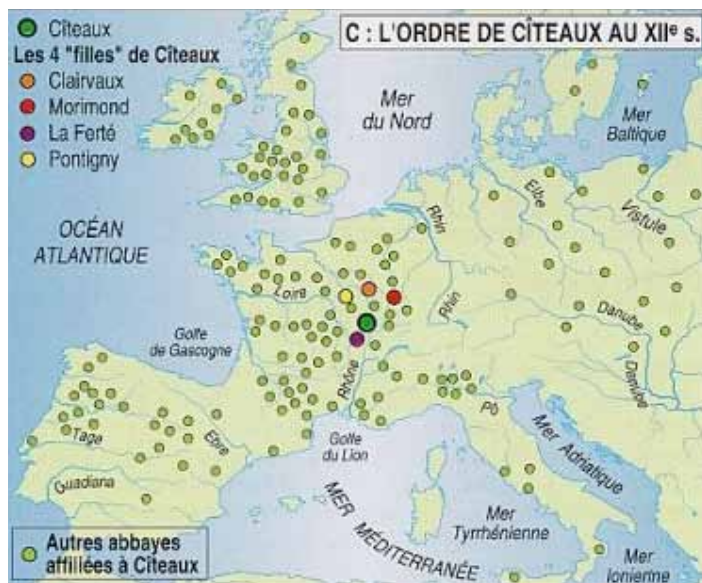 C : L'ORDRE DE CÎTEAUX AU XIIe s.
Cîteaux
Les 4 "filles" de Cîteaux
Clairvaux
Morimond
La Ferté
Pontigny
Mer
du Nord
Mer
Baltique
OCÉAN
ATLANTIQUE
Rhin
Elbe
Vistule
Loire
Rhin
Danube
Golfe
de Gascogne
Rhône
Danube
Pô
Tage
Ebre
Golfe
du Lion
Mer Adriatique
Guadiana
MER MÉDITERRANÉE
Mer
Tyrrhénienne
Mer
Ionienne
Autres abbayes
affiliées à Cîteaux